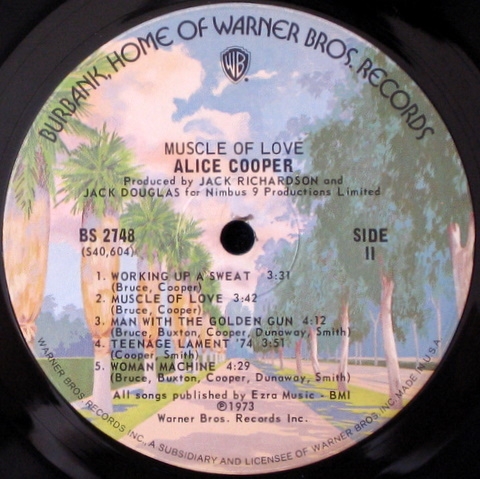 BURBANK, HOME OF WARNER BROS. RECORDS
WB
MUSCLE OF LOVE
ALICE COOPER
Produced by JACK RICHARDSON and
JACK DOUGLAS for Nimbus 9 Productions Limited
BS 2748
(S40,604)
SIDE
II
1. WORKING UP A SWEAT 3:31
(Bruce, Cooper)
2. MUSCLE OF LOVE 3:42
(Bruce, Cooper)
3. MAN WITH THE GOLDEN GUN 4:12
(Bruce, Buxton, Cooper, Dunaway, Smith)
4. TEENAGE LAMENT '74 3:51
(Cooper, Smith)
5. WOMAN MACHINE 4:29
(Bruce, Buxton, Cooper, Dunaway, Smith)
All songs published by Ezra Music - BMI
℗1973
Warner Bros. Records Inc.
WARNER BROS. RECORDS INC., A SUBSIDIARY AND LICENSEE OF WARNER BROS. INC. MADE IN U.S.A.